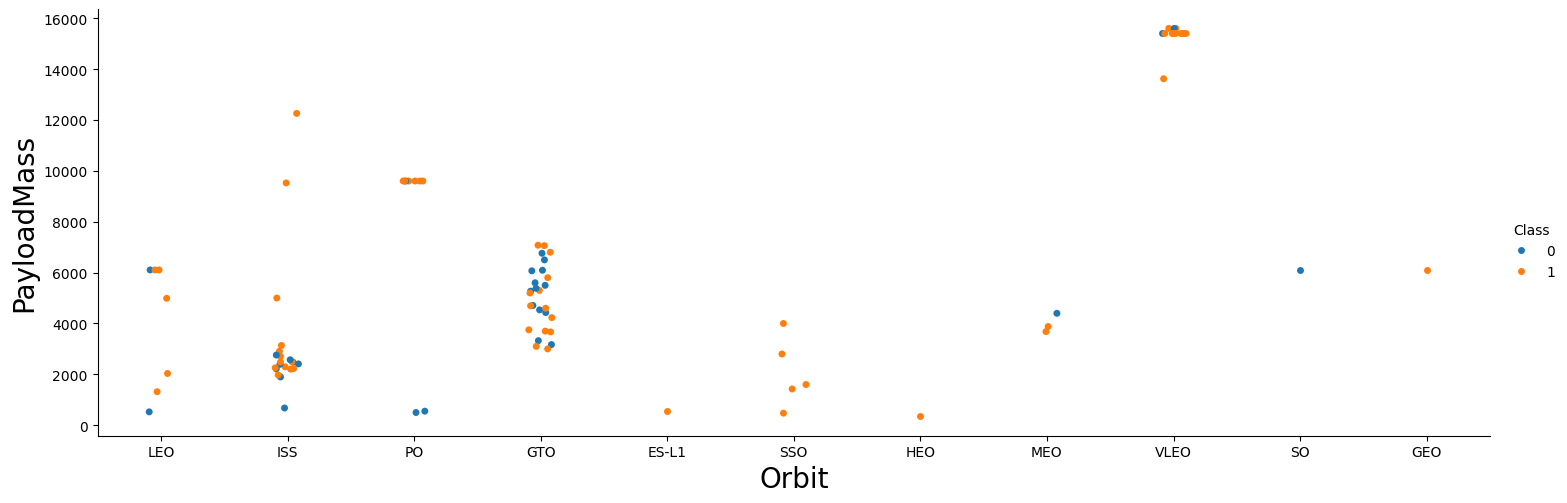 16000
14000
12000
10000
8000
6000
4000
2000
0
PayloadMass
LEO ISS PO GTO ES-L1 SSO HEO MEO VLEO SO GEO
Orbit
Class
0
1